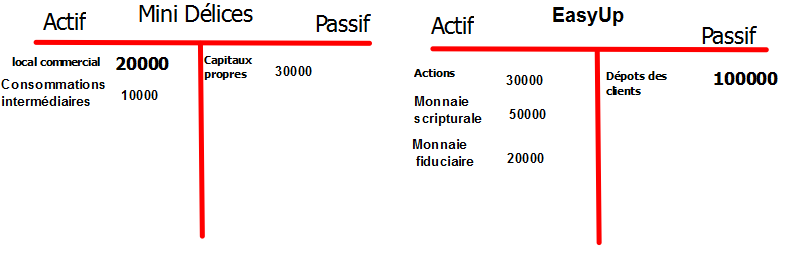 Mini Délices
Actif
Passif
local commercial 20000
Consommations
intermédiaires 10000
Capitaux
propres 30000
EasyUp
Actif
Passif
Actions 30000
Monnaie
scripturale 50000
Monnaie
fiduciaire 20000
Dépots des
clients 100000